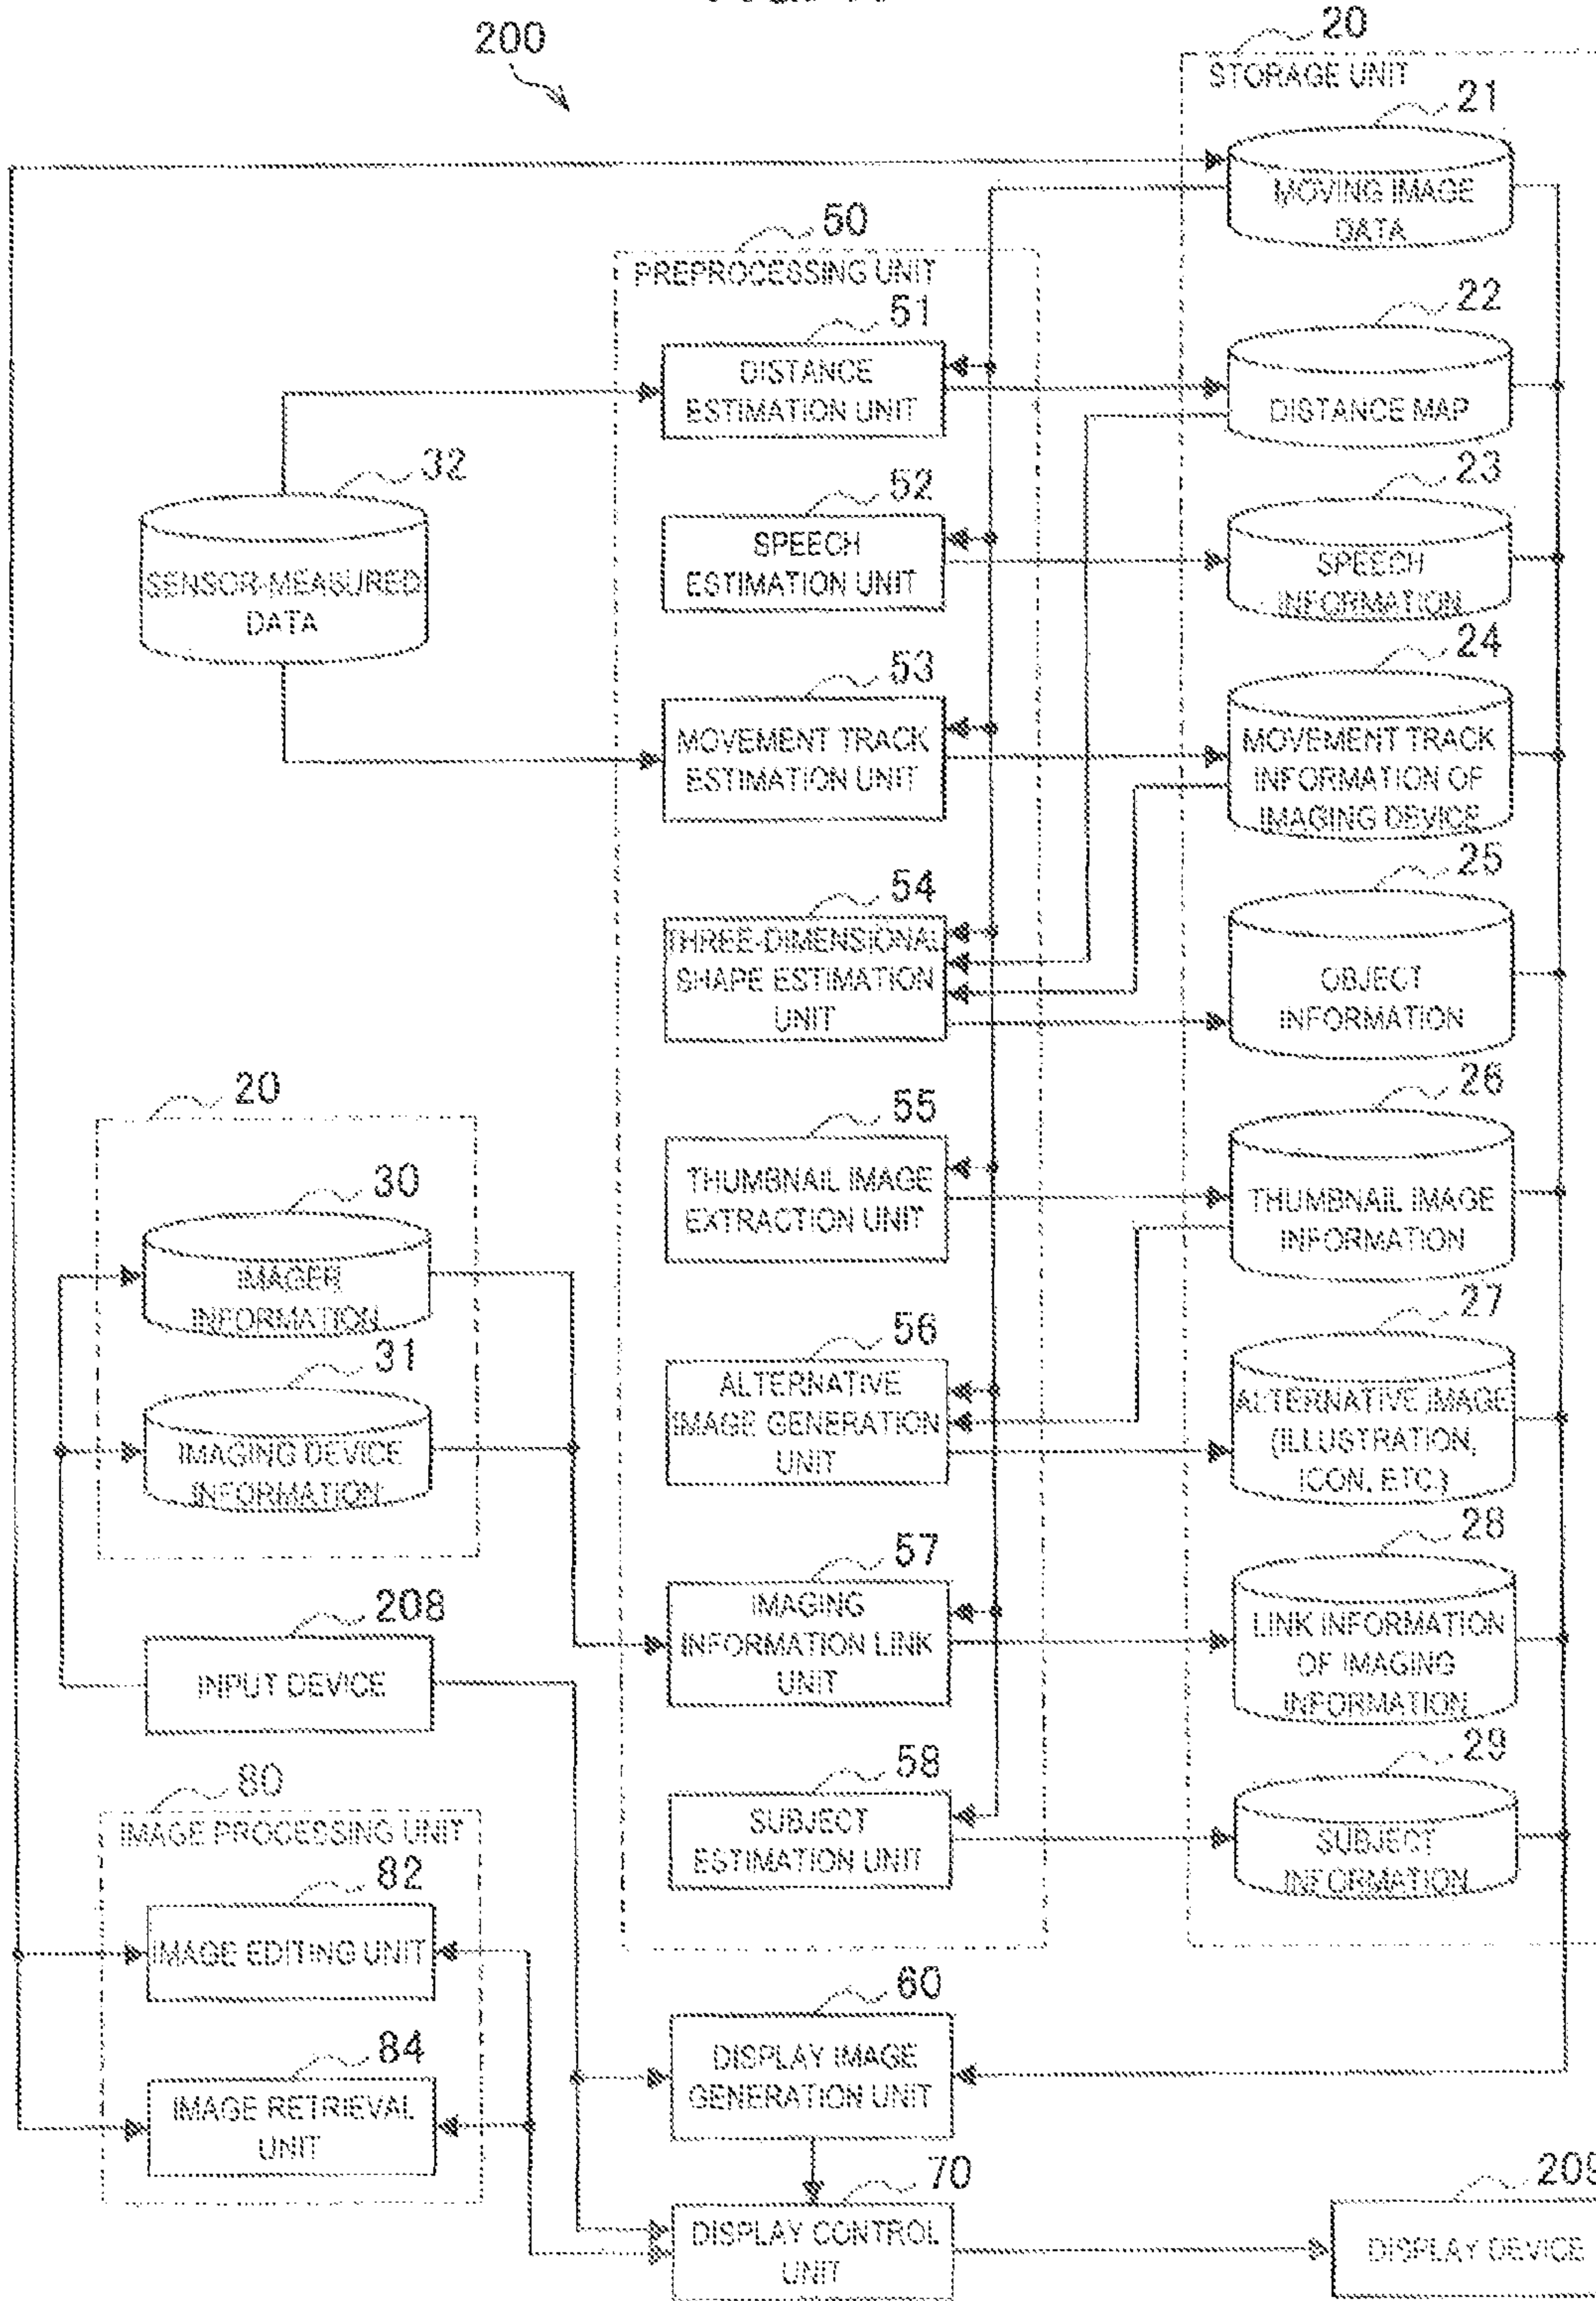 200
20
STORAGE UNIT
21
MOVING IMAGE
DATA
50
PREPROCESSING UNIT
51
DISTANCE
ESTIMATION UNIT
22
DISTANCE MAP
32
SENSOR-MEASURED
DATA
52
SPEECH
ESTIMATION UNIT
23
SPEECH
INFORMATION
53
MOVEMENT TRACK
ESTIMATION UNIT
24
MOVEMENT TRACK
INFORMATION OF
IMAGING DEVICE
54
THREE-DIMENSIONAL
SHAPE ESTIMATION
UNIT
25
OBJECT
INFORMATION
20
30
IMAGER
INFORMATION
31
IMAGING DEVICE
INFORMATION
55
THUMBNAIL IMAGE
EXTRACTION UNIT
26
THUMBNAIL IMAGE
INFORMATION
56
ALTERNATIVE
IMAGE GENERATION
UNIT
27
ALTERNATIVE IMAGE
(ILLUSTRATION,
ICON, ETC.)
208
INPUT DEVICE
57
IMAGING
INFORMATION LINK
UNIT
28
LINK INFORMATION
OF IMAGING
INFORMATION
58
SUBJECT
ESTIMATION UNIT
29
SUBJECT
INFORMATION
80
IMAGE PROCESSING UNIT
82
IMAGE EDITING UNIT
84
IMAGE RETRIEVAL
UNIT
60
DISPLAY IMAGE
GENERATION UNIT
70
DISPLAY CONTROL
UNIT
209
DISPLAY DEVICE